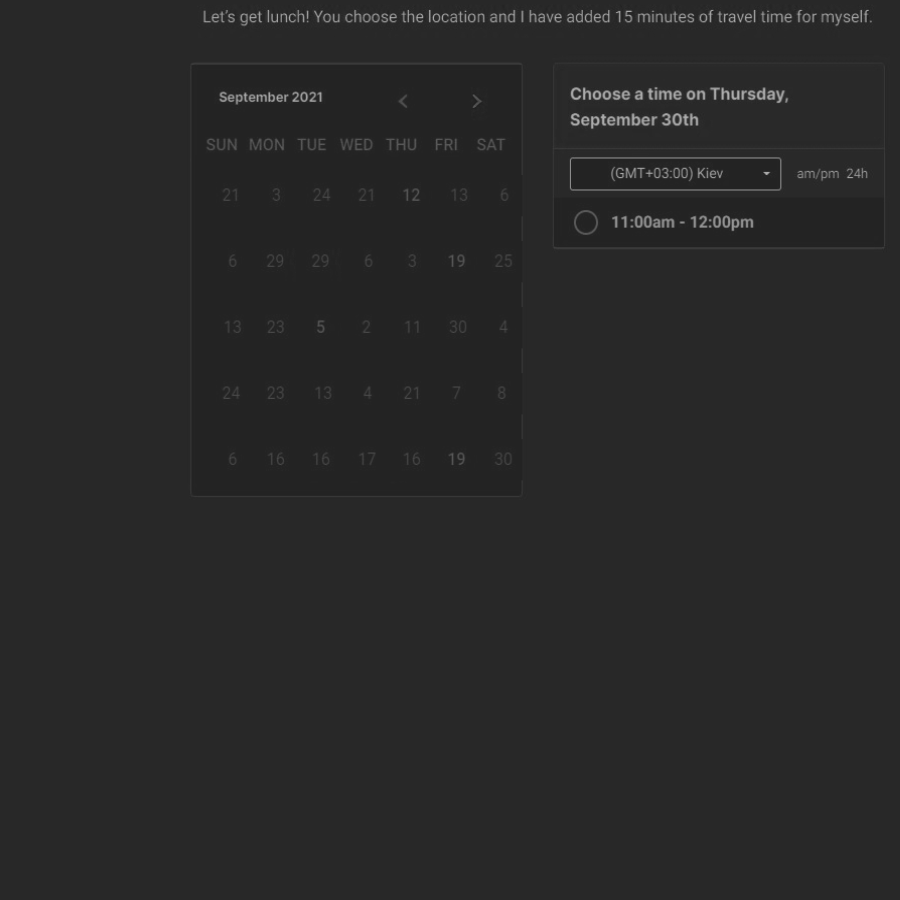 Let's get lunch! You choose the location and I have added 15 minutes of travel time for myself.
September 2021
SUN MON TUE WED THU FRI SAT
21 3 24 21 12 13 6
6 29 29 6 3 19 25
13 23 5 2 11 30 4
24 23 13 4 21 7 8
6 16 16 17 16 19 30
Choose a time on Thursday,
September 30th
(GMT+03:00) Kiev am/pm 24h
11:00am - 12:00pm